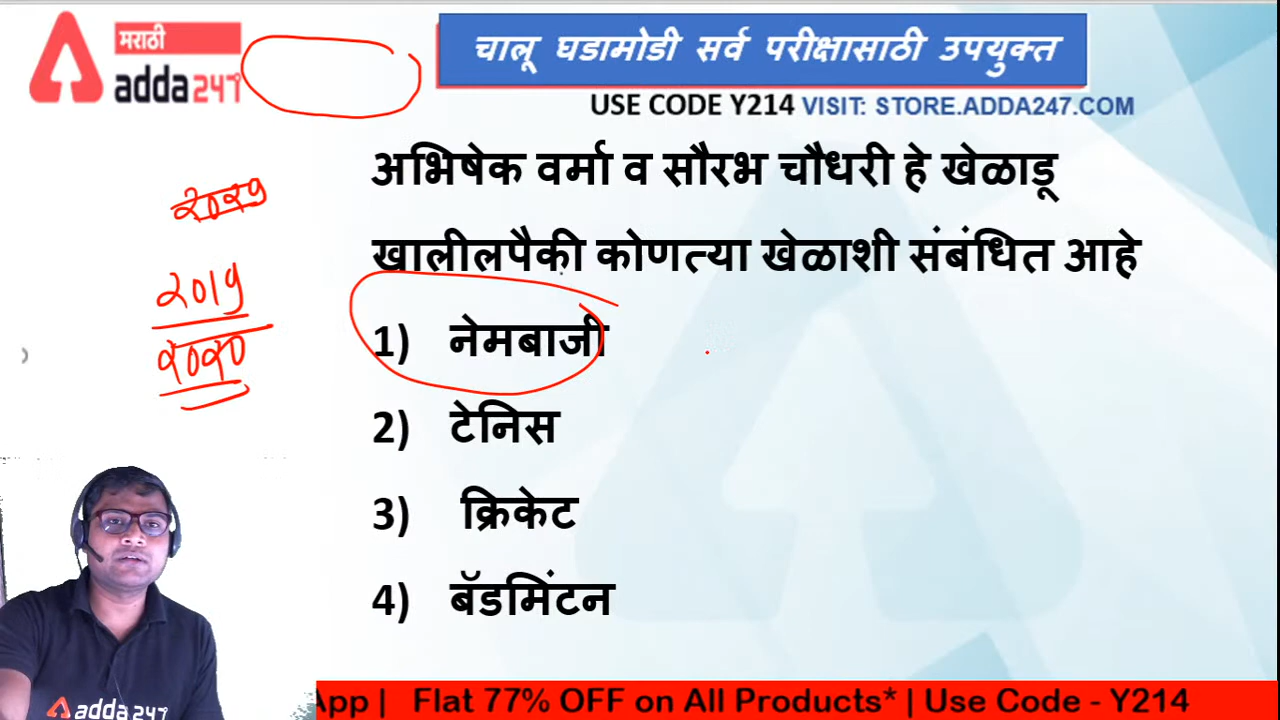 मराठी
adda247
चालू घडामोडी सर्व परीक्षासाठी उपयुक्त
USE CODE Y214 VISIT: STORE.ADDA247.COM
अभिषेक वर्मा व सौरभ चौधरी हे खेळाडू
खालीलपैकी कोणत्या खेळाशी संबंधित आहे
1) नेमबाजी
2) टेनिस
3) क्रिकेट
4) बॅडमिंटन
२०१९
२०२०
adda247
App | Flat 77% OFF on All Products* | Use Code - Y214